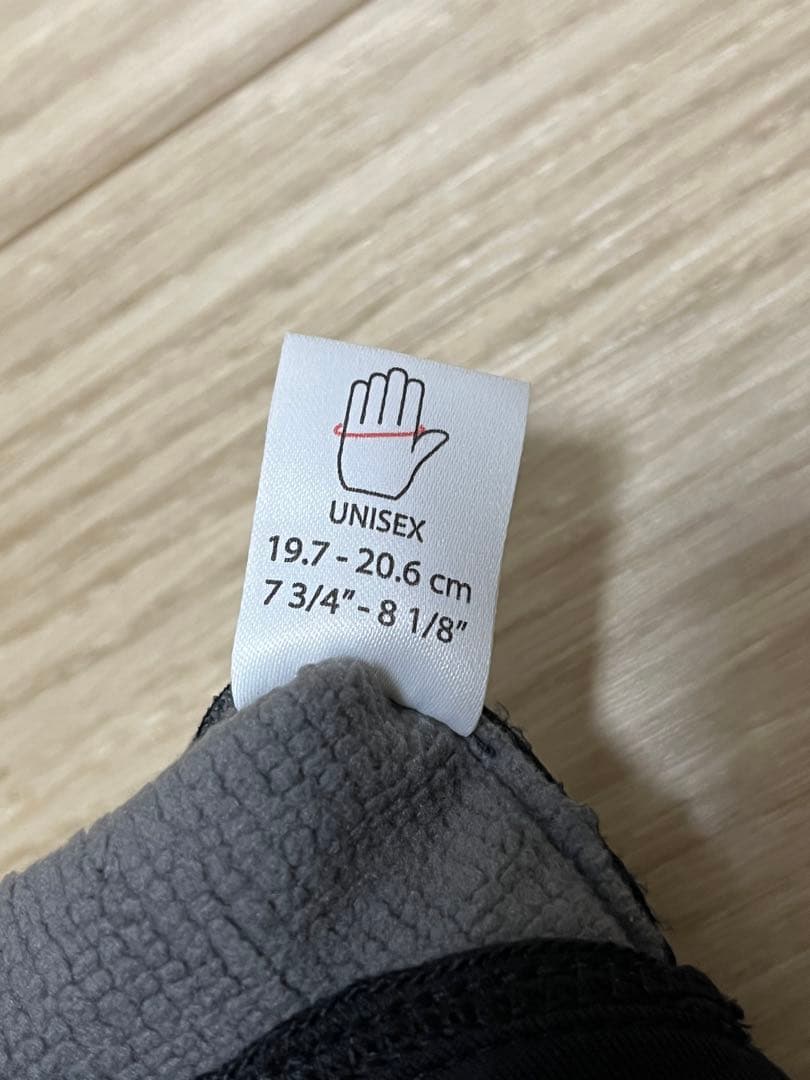 UNISEX
19.7 - 20.6 cm
7 3/4” - 8 1/8”